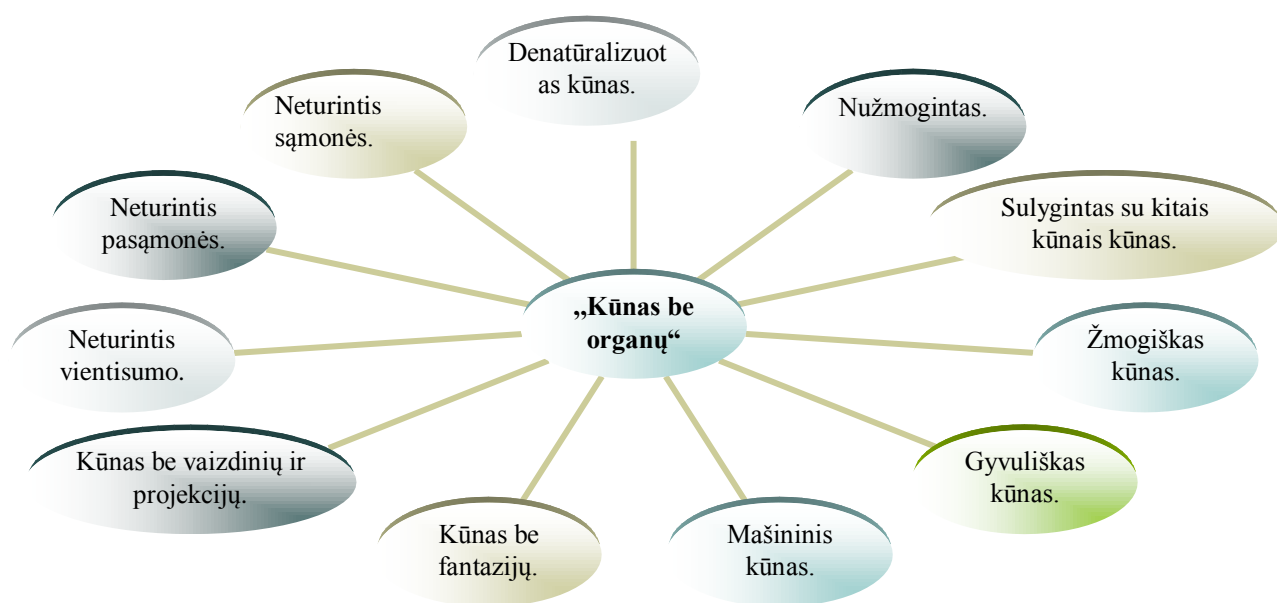 Denatūralizuot
as kūnas.
Neturintis
sąmonės.
Nužmogintas.
Neturintis
pasąmonės.
Sulygintas su kitais
kūnais kūnas.
„Kūnas be
organų“
Neturintis
vientisumo.
Žmogiškas
kūnas.
Kūnas be vaizdinių ir
projekcijų.
Gyvuliškas
kūnas.
Kūnas be
fantazijų.
Mašininis
kūnas.